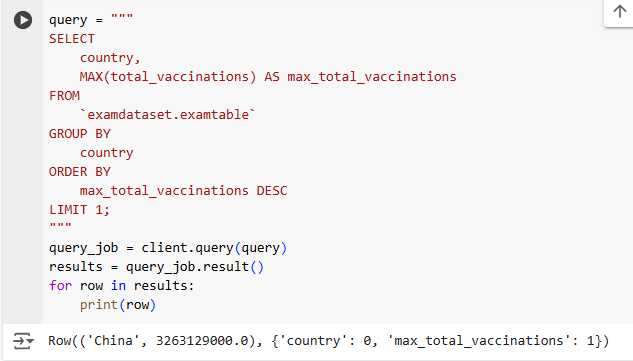 query = """
SELECT
    country,
    MAX(total_vaccinations) AS max_total_vaccinations
FROM
    `examdataset.examtable`
GROUP BY
    country
ORDER BY
    max_total_vaccinations DESC
LIMIT 1;
"""
query_job = client.query(query)
results = query_job.result()
for row in results:
    print(row)
Row(('China', 3263129000.0), {'country': 0, 'max_total_vaccinations': 1})